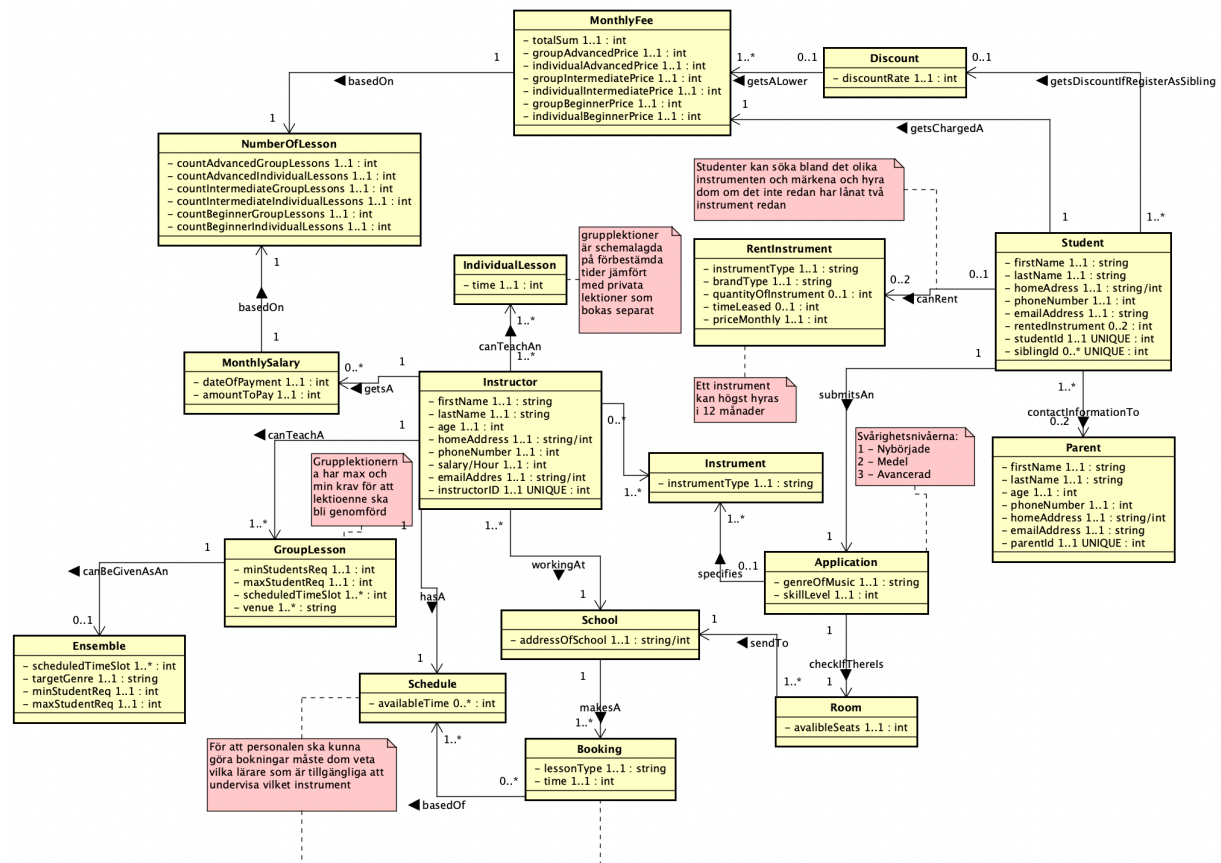 MonthlyFee
− totalSum 1..1 : int
− groupAdvancedPrice 1..1 : int
− individualAdvancedPrice 1..1 : int
− groupIntermediatePrice 1..1 : int
− individualIntermediatePrice 1..1 : int
− groupBeginnerPrice 1..1 : int
− individualBeginnerPrice 1..1 : int
1
basedOn
1
1..*
getsALower
0..1
Discount
− discountRate 1..1 : int
0..1
getsDiscountIfRegisterAsSibling
1..*
1
getsChargedA
1
NumberOfLesson
− countAdvancedGroupLessons 1..1 : int
− countAdvancedIndividualLessons 1..1 : int
− countIntermediateGroupLessons 1..1 : int
− countIntermediateIndividualLessons 1..1 : int
− countBeginnerGroupLessons 1..1 : int
− countBeginnerIndividualLessons 1..1 : int
1
basedOn
1
Studenter kan söka bland det olika
instrumenten och märkena och hyra
dom om det inte redan har lånat två
instrument redan
grupplektioner
är schemalagda
på förbestämda
tider jämfört
med privata
lektioner som
bokas separat
IndividualLesson
− time 1..1 : int
1..*
canTeachAn
1..*
RentInstrument
− instrumentType 1..1 : string
− brandType 1..1 : string
− quantityOfInstrument 0..1 : int
− timeLeased 0..1 : int
− priceMonthly 1..1 : int
0..2
canRent
0..1
Student
− firstName 1..1 : string
− lastName 1..1 : string
− homeAdress 1..1 : string/int
− phoneNumber 1..1 : int
− emailAddress 1..1 : string
− rentedInstrument 0..2 : int
− studentId 1..1 UNIQUE : int
− siblingId 0..* UNIQUE : int
MonthlySalary
− dateOfPayment 1..1 : int
− amountToPay 1..1 : int
0..*
getsA
1
Instructor
− firstName 1..1 : string
− lastName 1..1 : string
− age 1..1 : int
− homeAddress 1..1 : string/int
− phoneNumber 1..1 : int
− salary/Hour 1..1 : int
− emailAddres 1..1 : string/int
− instructorID 1..1 UNIQUE : int
Ett instrument
kan högst hyras
i 12 månader
1
submitsAn
1
1..*
contactInformationTo
0..2
canTeachA
1
1..*
Grupplektionern
a har max och
min krav för att
lektioenne ska
bli genomförd
0..*
1..*
Instrument
− instrumentType 1..1 : string
Svårighetsnivåerna:
1 − Nybörjade
2 − Medel
3 − Avancerad
Parent
− firstName 1..1 : string
− lastName 1..1 : string
− age 1..1 : int
− phoneNumber 1..1 : int
− homeAddress 1..1 : string/int
− emailAddress 1..1 : string
− parentId 1..1 UNIQUE : int
GroupLesson
− minStudentsReq 1..1 : int
− maxStudentReq 1..1 : int
− scheduledTimeSlot 1..* : int
− venue 1..* : string
1
canBeGivenAsAn
0..1
1
hasA
1
1..*
workingAt
1
1..*
specifies
0..1
Application
− genreOfMusic 1..1 : string
− skillLevel 1..1 : int
School
− addressOfSchool 1..1 : string/int
1
sendTo
1..*
1
checkIfThereIs
1
Ensemble
− scheduledTimeSlot 1..* : int
− targetGenre 1..1 : string
− minStudentReq 1..1 : int
− maxStudentReq 1..1 : int
Schedule
− availableTime 0..* : int
1
makesA
1..*
Room
− avalibleSeats 1..1 : int
För att personalen ska kunna
göra bokningar måste dom veta
vilka lärare som är tillgängliga att
undervisa vilket instrument
1..*
basedOf
0..*
Booking
− lessonType 1..1 : string
− time 1..1 : int